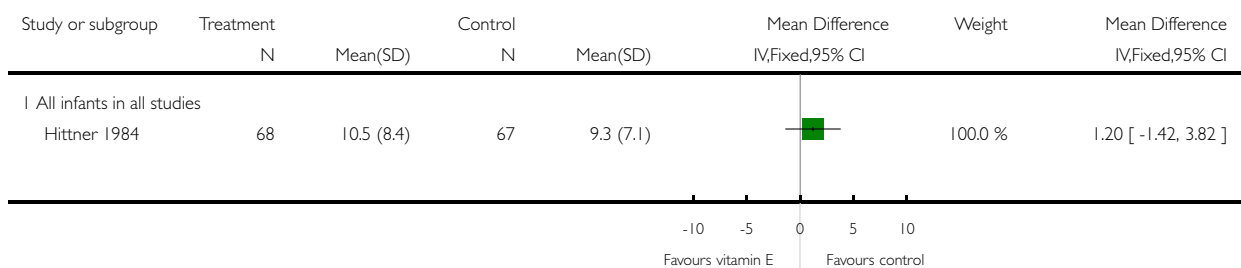 Study or subgroup Treatment Control Mean Difference Weight Mean Difference
N Mean(SD) N Mean(SD) IV,Fixed,95% CI IV,Fixed,95% CI
1 All infants in all studies
Hittner 1984 68 10.5 (8.4) 67 9.3 (7.1) 100.0 % 1.20 [ -1.42, 3.82 ]
-10 -5 0 5 10
Favours vitamin E Favours control